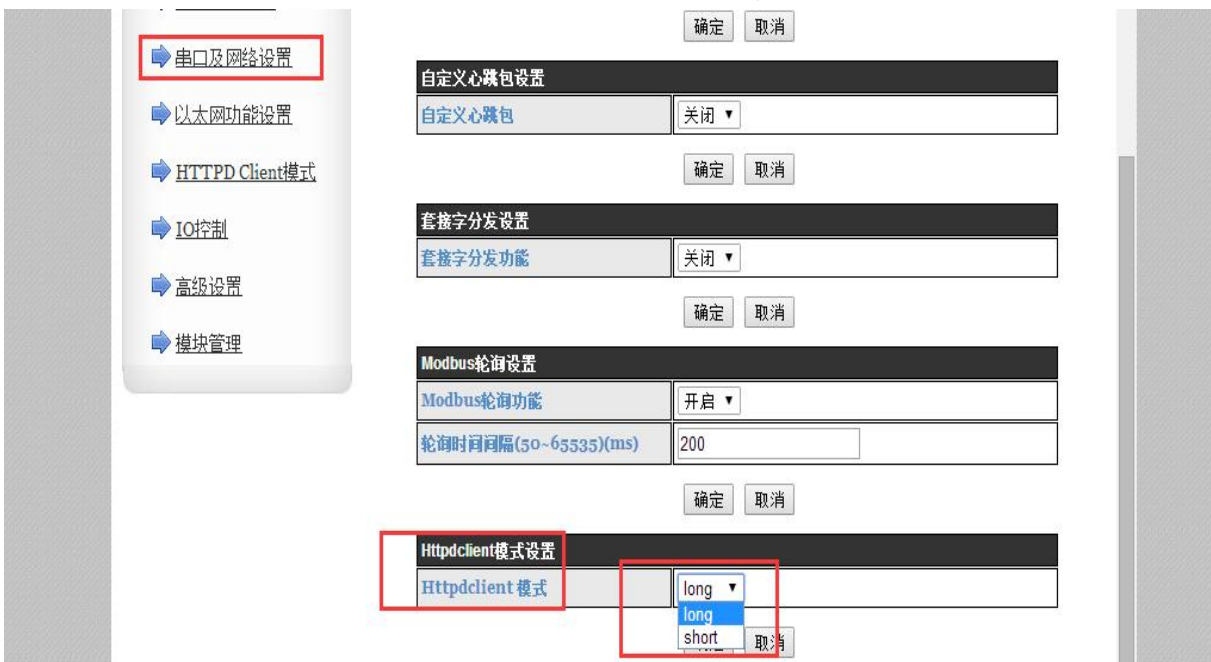 串口及网络设置
以太网功能设置
HTTPD Client模式
IO控制
高级设置
模块管理
确定 取消
自定义心跳包设置
自定义心跳包 关闭
确定 取消
套接字分发设置
套接字分发功能 关闭
确定 取消
Modbus轮询设置
Modbus轮询功能 开启
轮询时间间隔(50~65535)(ms) 200
确定 取消
Httpdclient模式设置
Httpdclient 模式 long
long
short
取消